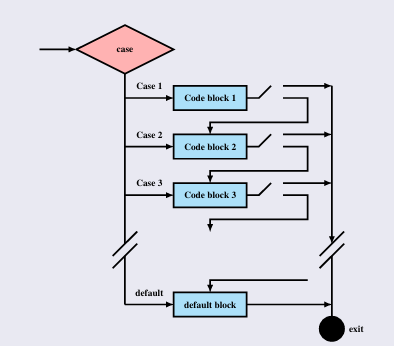 case
Case 1
Code block 1
Case 2
Code block 2
Case 3
Code block 3
default
default block
exit